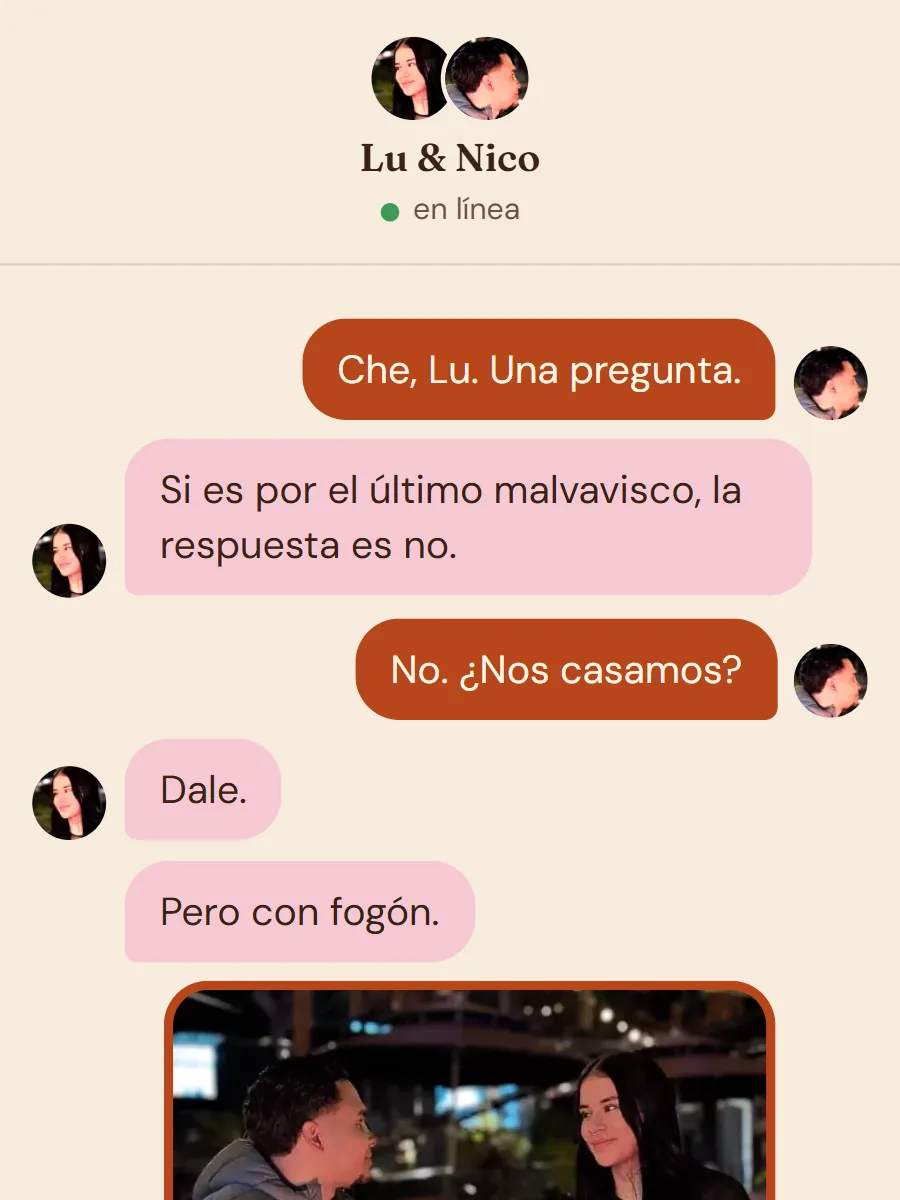 Lu & Nico
en línea
Che, Lu. Una pregunta.
Si es por el último malvavisco, la
respuesta es no.
No. ¿Nos casamos?
Dale.
Pero con fogón.